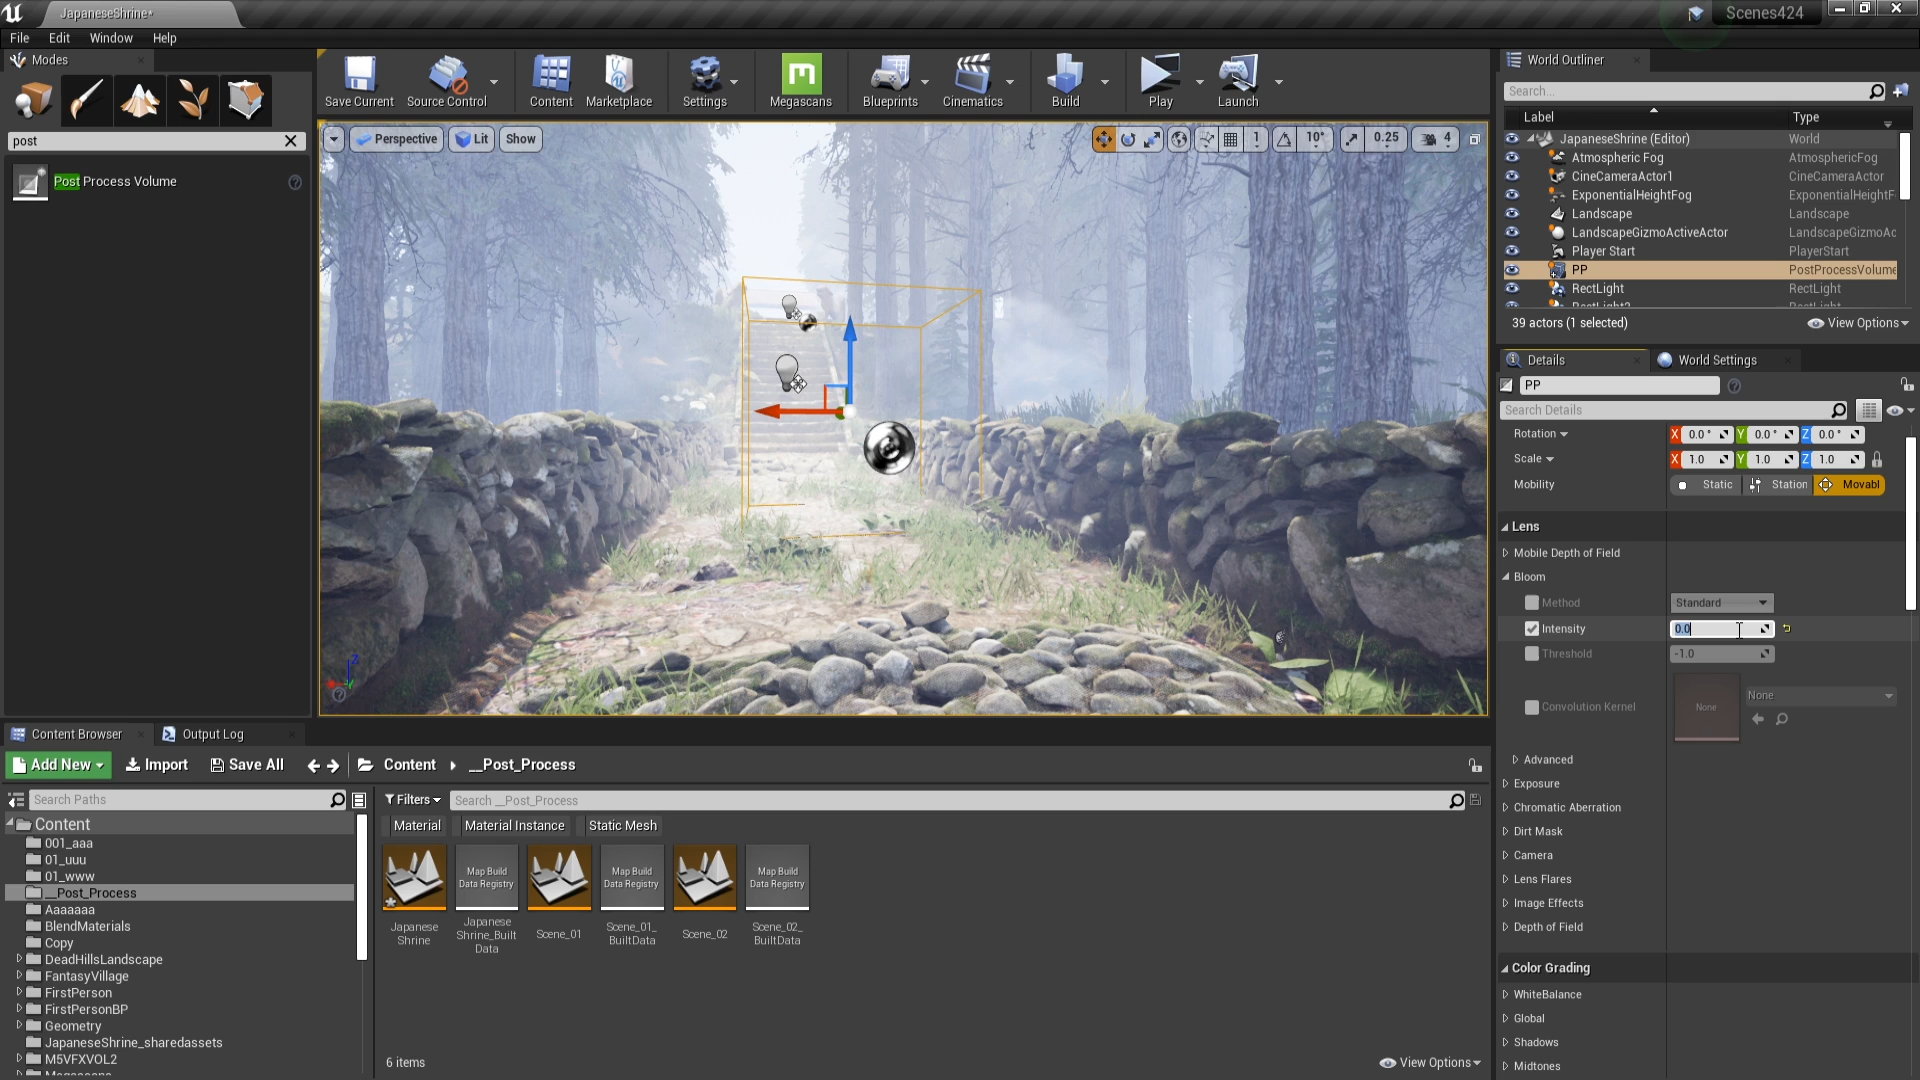 JapaneseShrine*
Scenes424
File
Edit
Window
Help
Modes
post
Post Process Volume
Save Current
Source Control
Content
Marketplace
Settings
Megascans
Blueprints
Cinematics
Build
Play
Launch
Perspective
Lit
Show
1
10°
0.25
4
World Outliner
Search...
Label
Type
JapaneseShrine (Editor)
World
Atmospheric Fog
AtmosphericFog
CineCameraActor1
CineCameraActor
ExponentialHeightFog
ExponentialHeightF
Landscape
Landscape
LandscapeGizmoActiveActor
LandscapeGizmoAc
Player Start
PlayerStart
PP
PostProcessVolume
RectLight
RectLight
RectLight2
RectLight
39 actors (1 selected)
View Options
Details
World Settings
PP
Search Details
Rotation
X 0.0 ° Y 0.0 ° Z 0.0 °
Scale
X 1.0 Y 1.0 Z 1.0
Mobility
Static
Station
Movabl
Lens
Mobile Depth of Field
Bloom
Method
Standard
Intensity
0.0
Threshold
-1.0
Convolution Kernel
None
None
Advanced
Exposure
Chromatic Aberration
Dirt Mask
Camera
Lens Flares
Image Effects
Depth of Field
Color Grading
WhiteBalance
Global
Shadows
Midtones
Content Browser
Output Log
Add New
Import
Save All
Content
__Post_Process
Search Paths
Filters
Search __Post_Process
Content
001_aaa
01_uuu
01_www
__Post_Process
Aaaaaaa
BlendMaterials
Copy
DeadHillsLandscape
FantasyVillage
FirstPerson
FirstPersonBP
Geometry
JapaneseShrine_sharedassets
M5VFXVOL2
Megascans
Material
Material Instance
Static Mesh
Map Build
Data Registry
Map Build
Data Registry
Map Build
Data Registry
Japanese
Shrine
Japanese
Shrine_Built
Data
Scene_01
Scene_01_
BuiltData
Scene_02
Scene_02_
BuiltData
6 items
View Options
Z